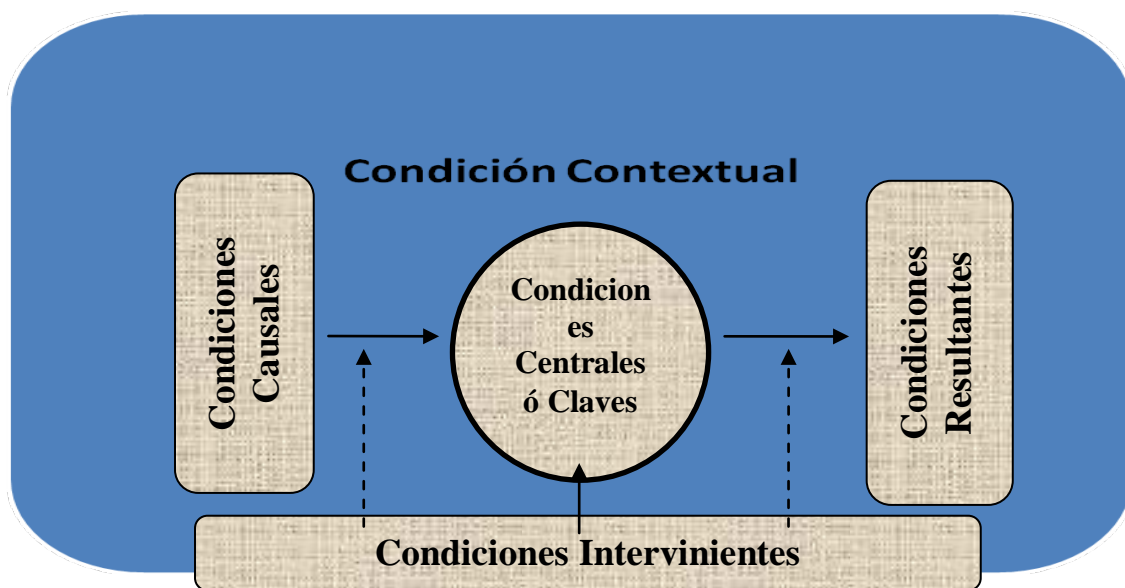 Condición Contextual
Condiciones
Causales
Condicion
es
Centrales
ó Claves
Condiciones
Resultantes
Condiciones Intervinientes